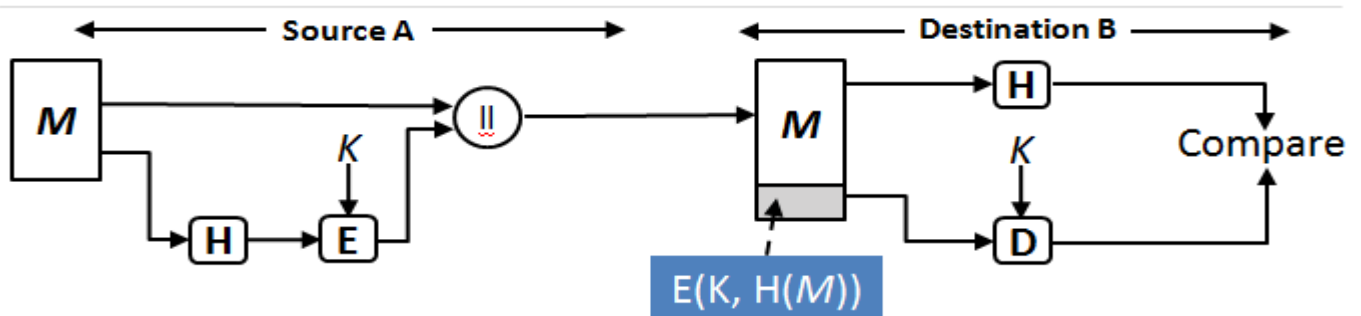 Source A
Destination B
M
H
E
K
||
M
E(K, H(M))
H
K
D
Compare